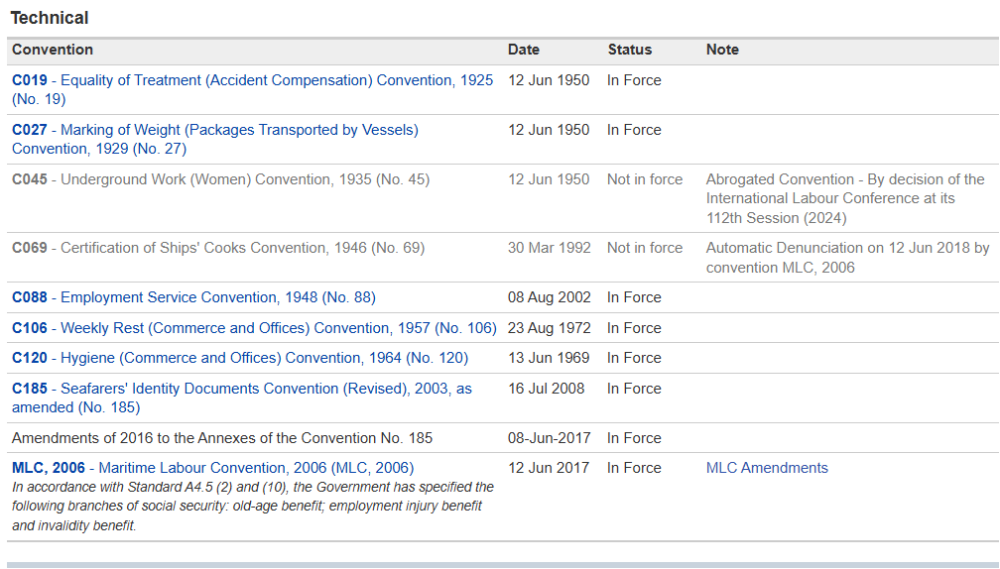 Technical
Convention Date Status Note
C019 - Equality of Treatment (Accident Compensation) Convention, 1925 12 Jun 1950 In Force
(No. 19)
C027 - Marking of Weight (Packages Transported by Vessels) 12 Jun 1950 In Force
Convention, 1929 (No. 27)
C045 - Underground Work (Women) Convention, 1935 (No. 45) 12 Jun 1950 Not in force Abrogated Convention - By decision of the
International Labour Conference at its
112th Session (2024)
C069 - Certification of Ships' Cooks Convention, 1946 (No. 69) 30 Mar 1992 Not in force Automatic Denunciation on 12 Jun 2018 by
convention MLC, 2006
C088 - Employment Service Convention, 1948 (No. 88) 08 Aug 2002 In Force
C106 - Weekly Rest (Commerce and Offices) Convention, 1957 (No. 106) 23 Aug 1972 In Force
C120 - Hygiene (Commerce and Offices) Convention, 1964 (No. 120) 13 Jun 1969 In Force
C185 - Seafarers' Identity Documents Convention (Revised), 2003, as 16 Jul 2008 In Force
amended (No. 185)
Amendments of 2016 to the Annexes of the Convention No. 185 08-Jun-2017 In Force
MLC, 2006 - Maritime Labour Convention, 2006 (MLC, 2006) 12 Jun 2017 In Force MLC Amendments
In accordance with Standard A4.5 (2) and (10), the Government has specified the
following branches of social security: old-age benefit; employment injury benefit
and invalidity benefit.